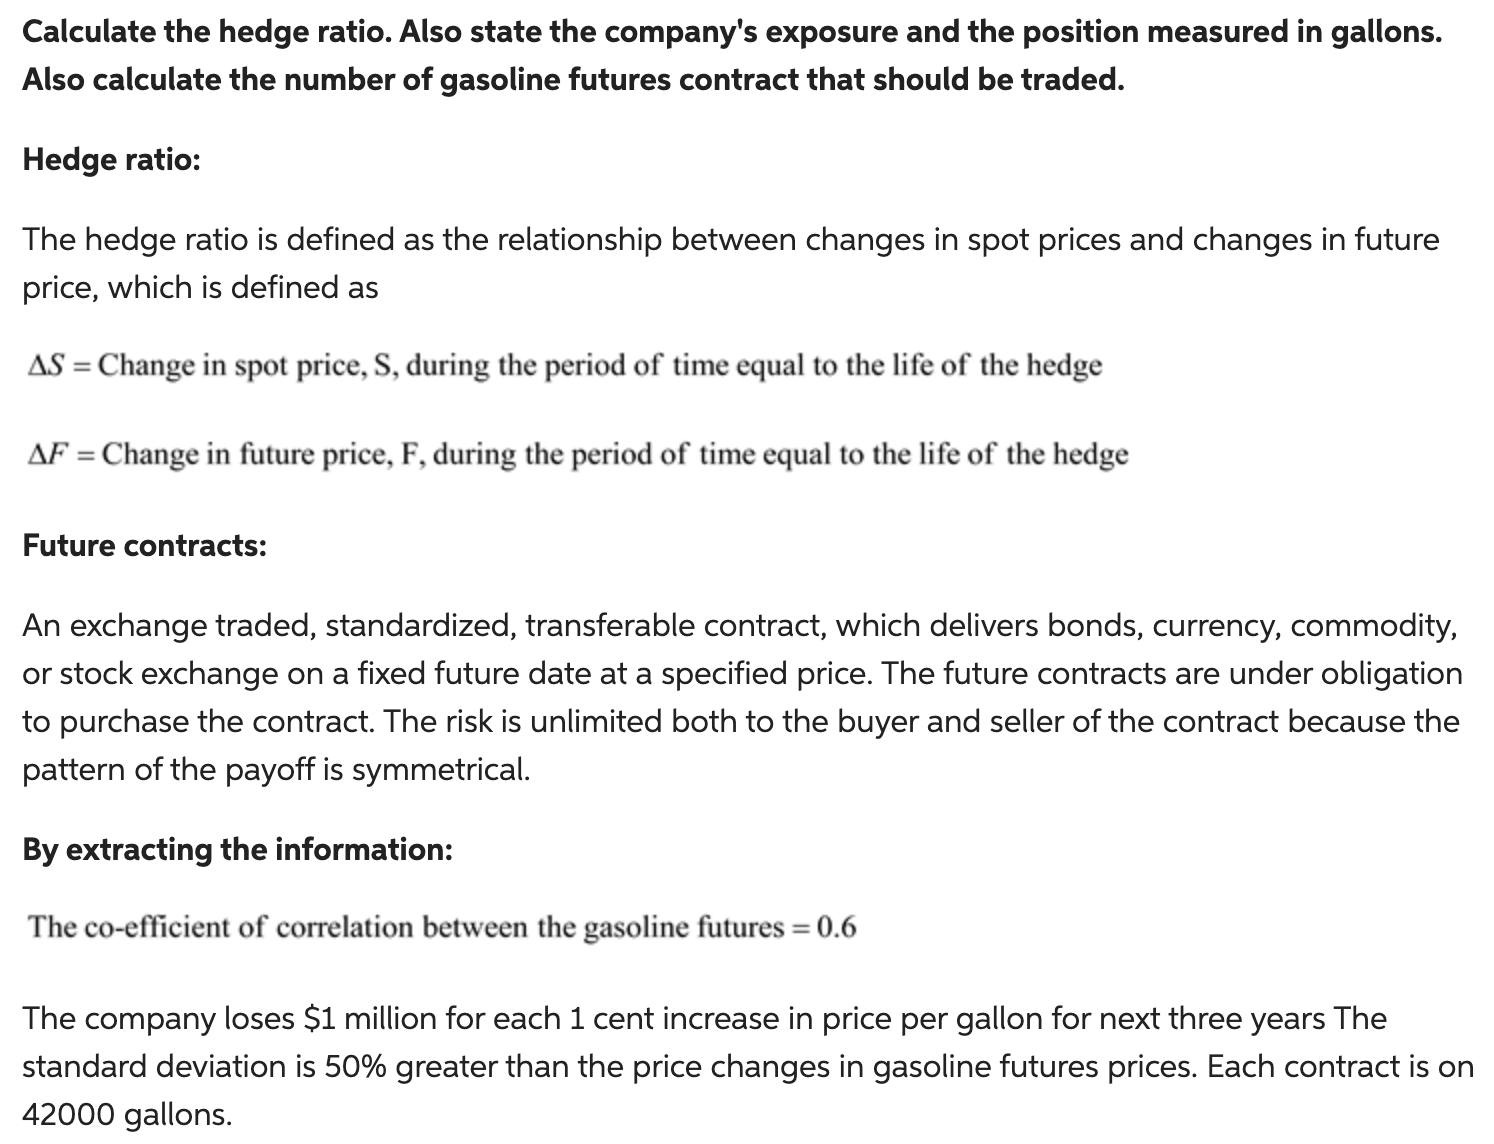 Calculate the hedge ratio. Also state the company's exposure and the position measured in gallons.
Also calculate the number of gasoline futures contract that should be traded.
Hedge ratio:
The hedge ratio is defined as the relationship between changes in spot prices and changes in future
price, which is defined as
ΔS = Change in spot price, S, during the period of time equal to the life of the hedge
ΔF = Change in future price, F, during the period of time equal to the life of the hedge
Future contracts:
An exchange traded, standardized, transferable contract, which delivers bonds, currency, commodity,
or stock exchange on a fixed future date at a specified price. The future contracts are under obligation
to purchase the contract. The risk is unlimited both to the buyer and seller of the contract because the
pattern of the payoff is symmetrical.
By extracting the information:
The co-efficient of correlation between the gasoline futures = 0.6
The company loses $1 million for each 1 cent increase in price per gallon for next three years The
standard deviation is 50% greater than the price changes in gasoline futures prices. Each contract is on
42000 gallons.